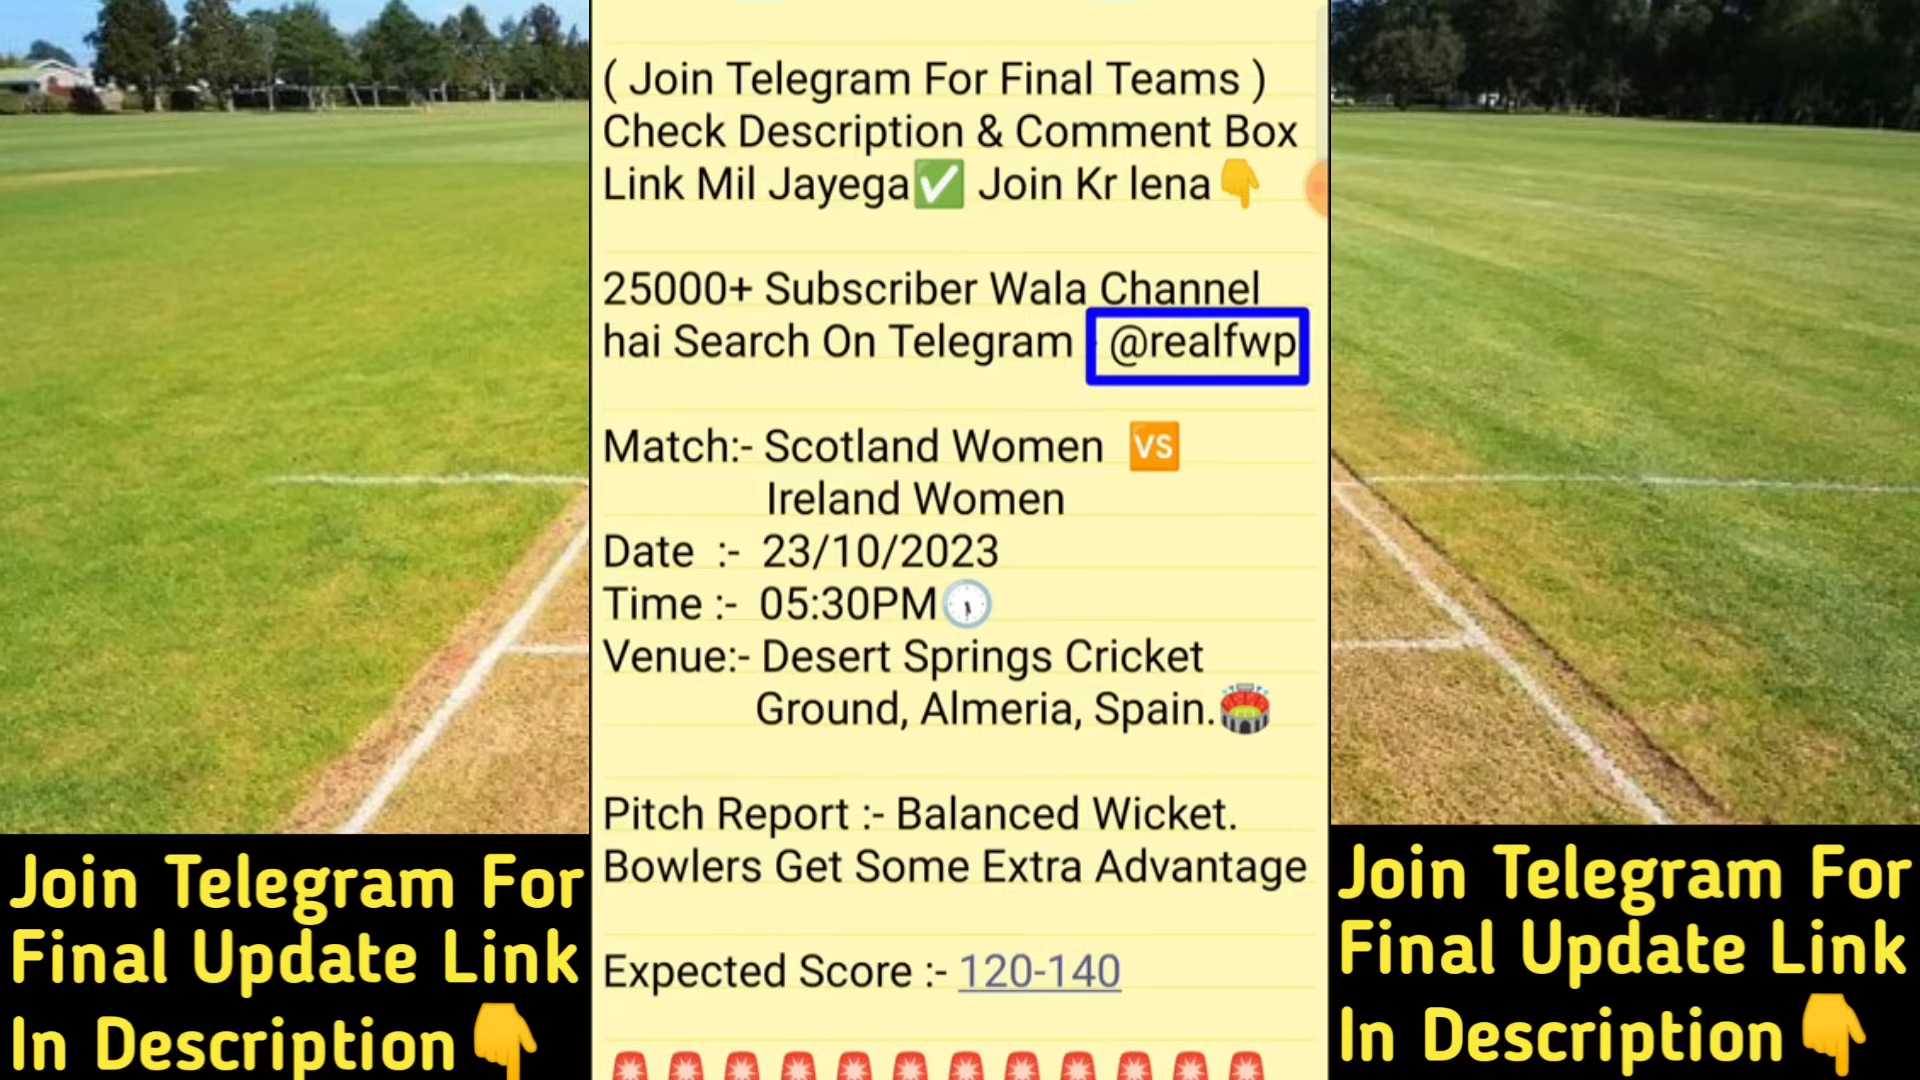 ( Join Telegram For Final Teams )
Check Description & Comment Box
Link Mil Jayega✅ Join Kr lena👇
25000+ Subscriber Wala Channel
hai Search On Telegram @realfwp
Match:- Scotland Women 🆚
Ireland Women
Date :- 23/10/2023
Time :- 05:30PM🕠
Venue:- Desert Springs Cricket
Ground, Almeria, Spain.🏟️
Pitch Report :- Balanced Wicket.
Bowlers Get Some Extra Advantage
Expected Score :- 120-140
Join Telegram For
Final Update Link
In Description👇
Join Telegram For
Final Update Link
In Description👇